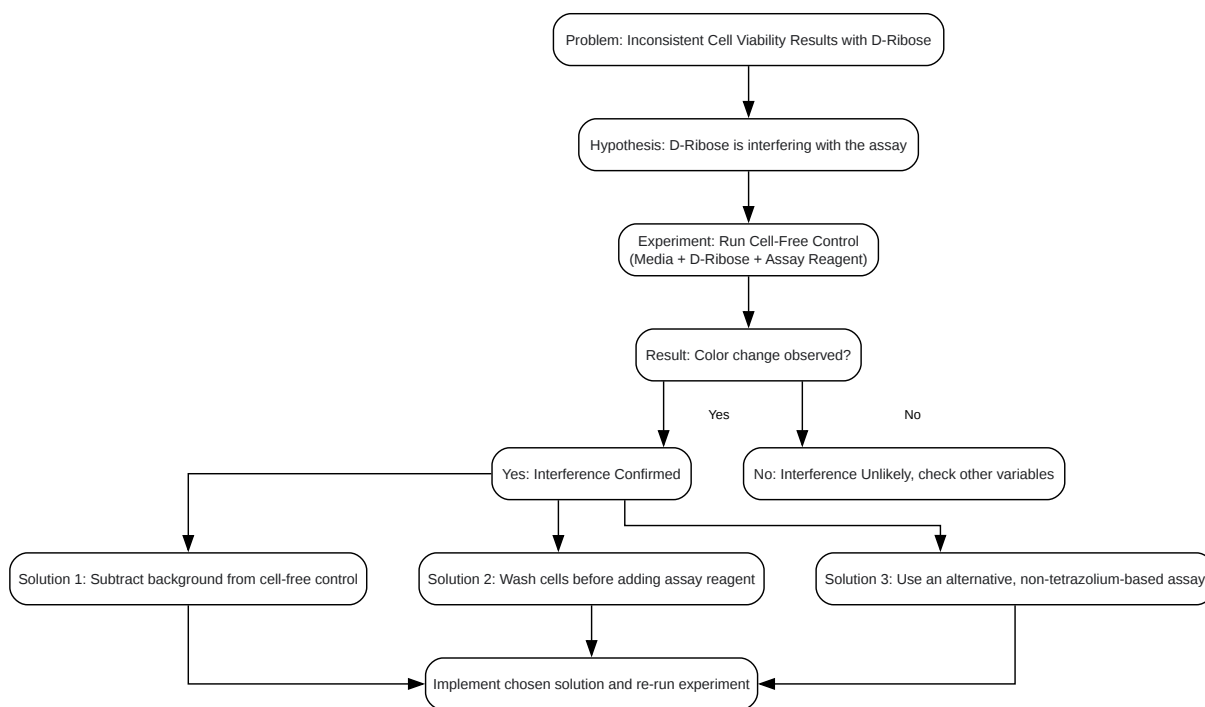 Problem: Inconsistent Cell Viability Results with D-Ribose
Hypothesis: D-Ribose is interfering with the assay
Experiment: Run Cell-Free Control
(Media + D-Ribose + Assay Reagent)
Result: Color change observed?
Yes
No
Yes: Interference Confirmed
No: Interference Unlikely, check other variables
Solution 1: Subtract background from cell-free control
Solution 2: Wash cells before adding assay reagent
Solution 3: Use an alternative, non-tetrazolium-based assay
Implement chosen solution and re-run experiment